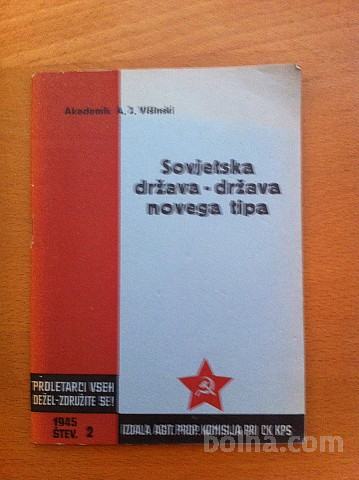 Akademik A. J. Višinski
Sovjetska
država - država
novega tipa
PROLETARCI VSEH
DEŽEL-ZDRUŽITE SE!
1945
ŠTEV. 2
IZDALA AGIT. PROP. KOMISIJA PRI CK KPS
bolha.com